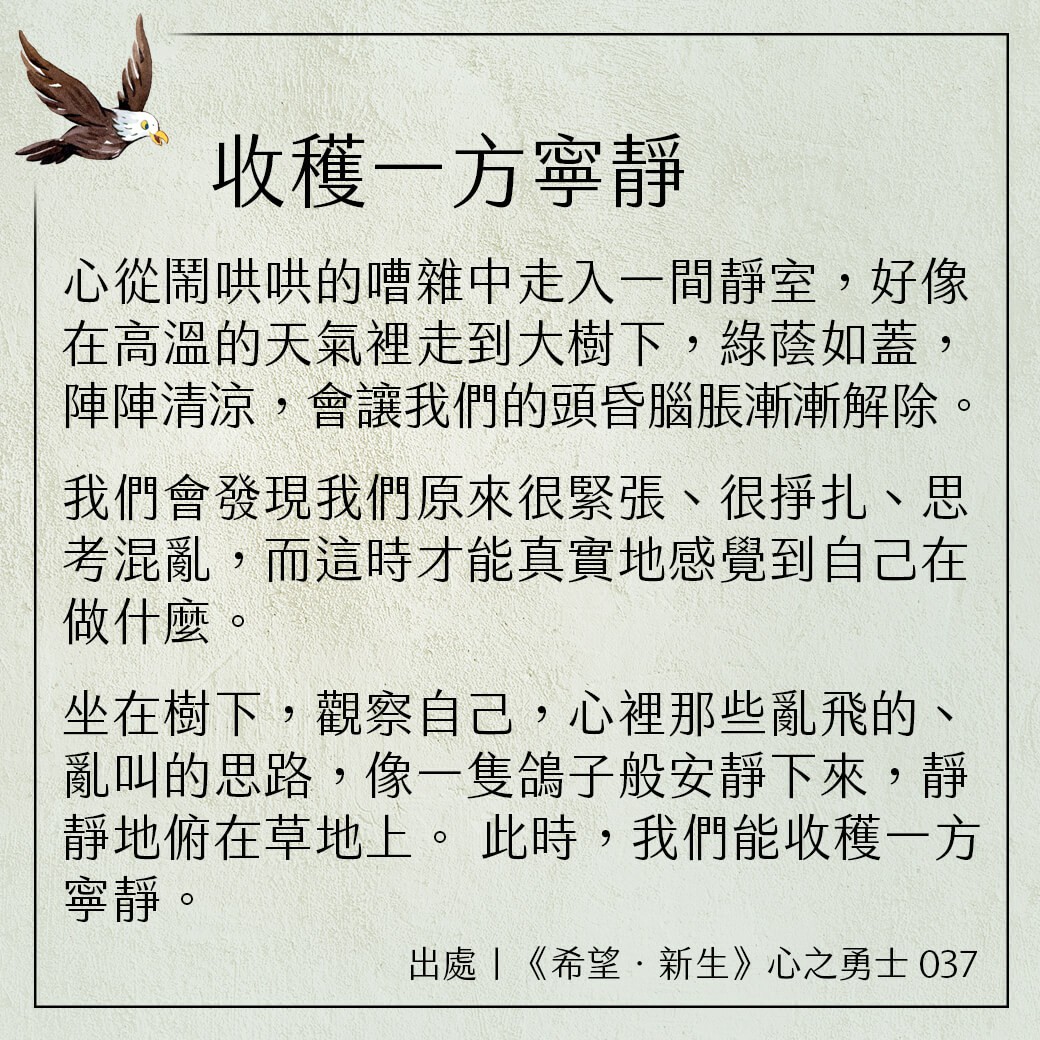 收穫一方寧靜
心從鬧哄哄的嘈雜中走入一間靜室，好像
在高溫的天氣裡走到大樹下，綠蔭如蓋，
陣陣清涼，會讓我們的頭昏腦脹漸漸解除。
我們會發現我們原來很緊張、很掙扎、思
考混亂，而這時才能真實地感覺到自己在
做什麼。
坐在樹下，觀察自己，心裡那些亂飛的、
亂叫的思路，像一隻鴿子般安靜下來，靜
靜地俯在草地上。 此時，我們能收穫一方
寧靜。
出處|《希望．新生》心之勇士 037